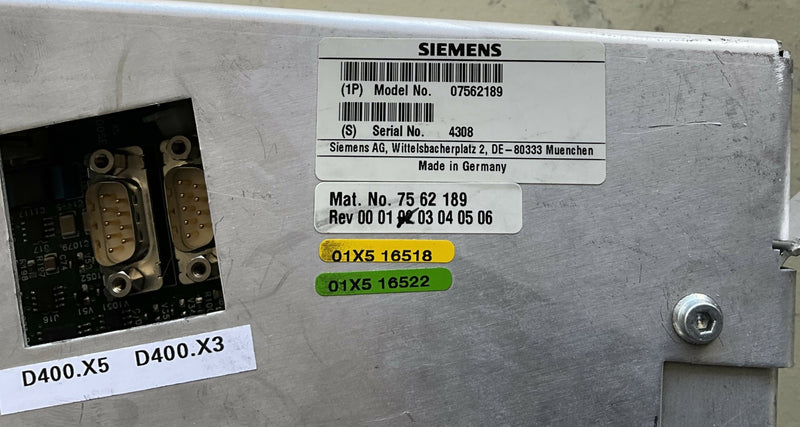 SIEMENS
(1P) Model No. 07562189
(S) Serial No. 4308
Siemens AG, Wittelsbacherplatz 2, DE-80333 Muenchen
Made in Germany
Mat. No. 75 62 189
Rev 00 01 02 03 04 05 06
01X5 16518
01X5 16522
D400.X5 D400.X3